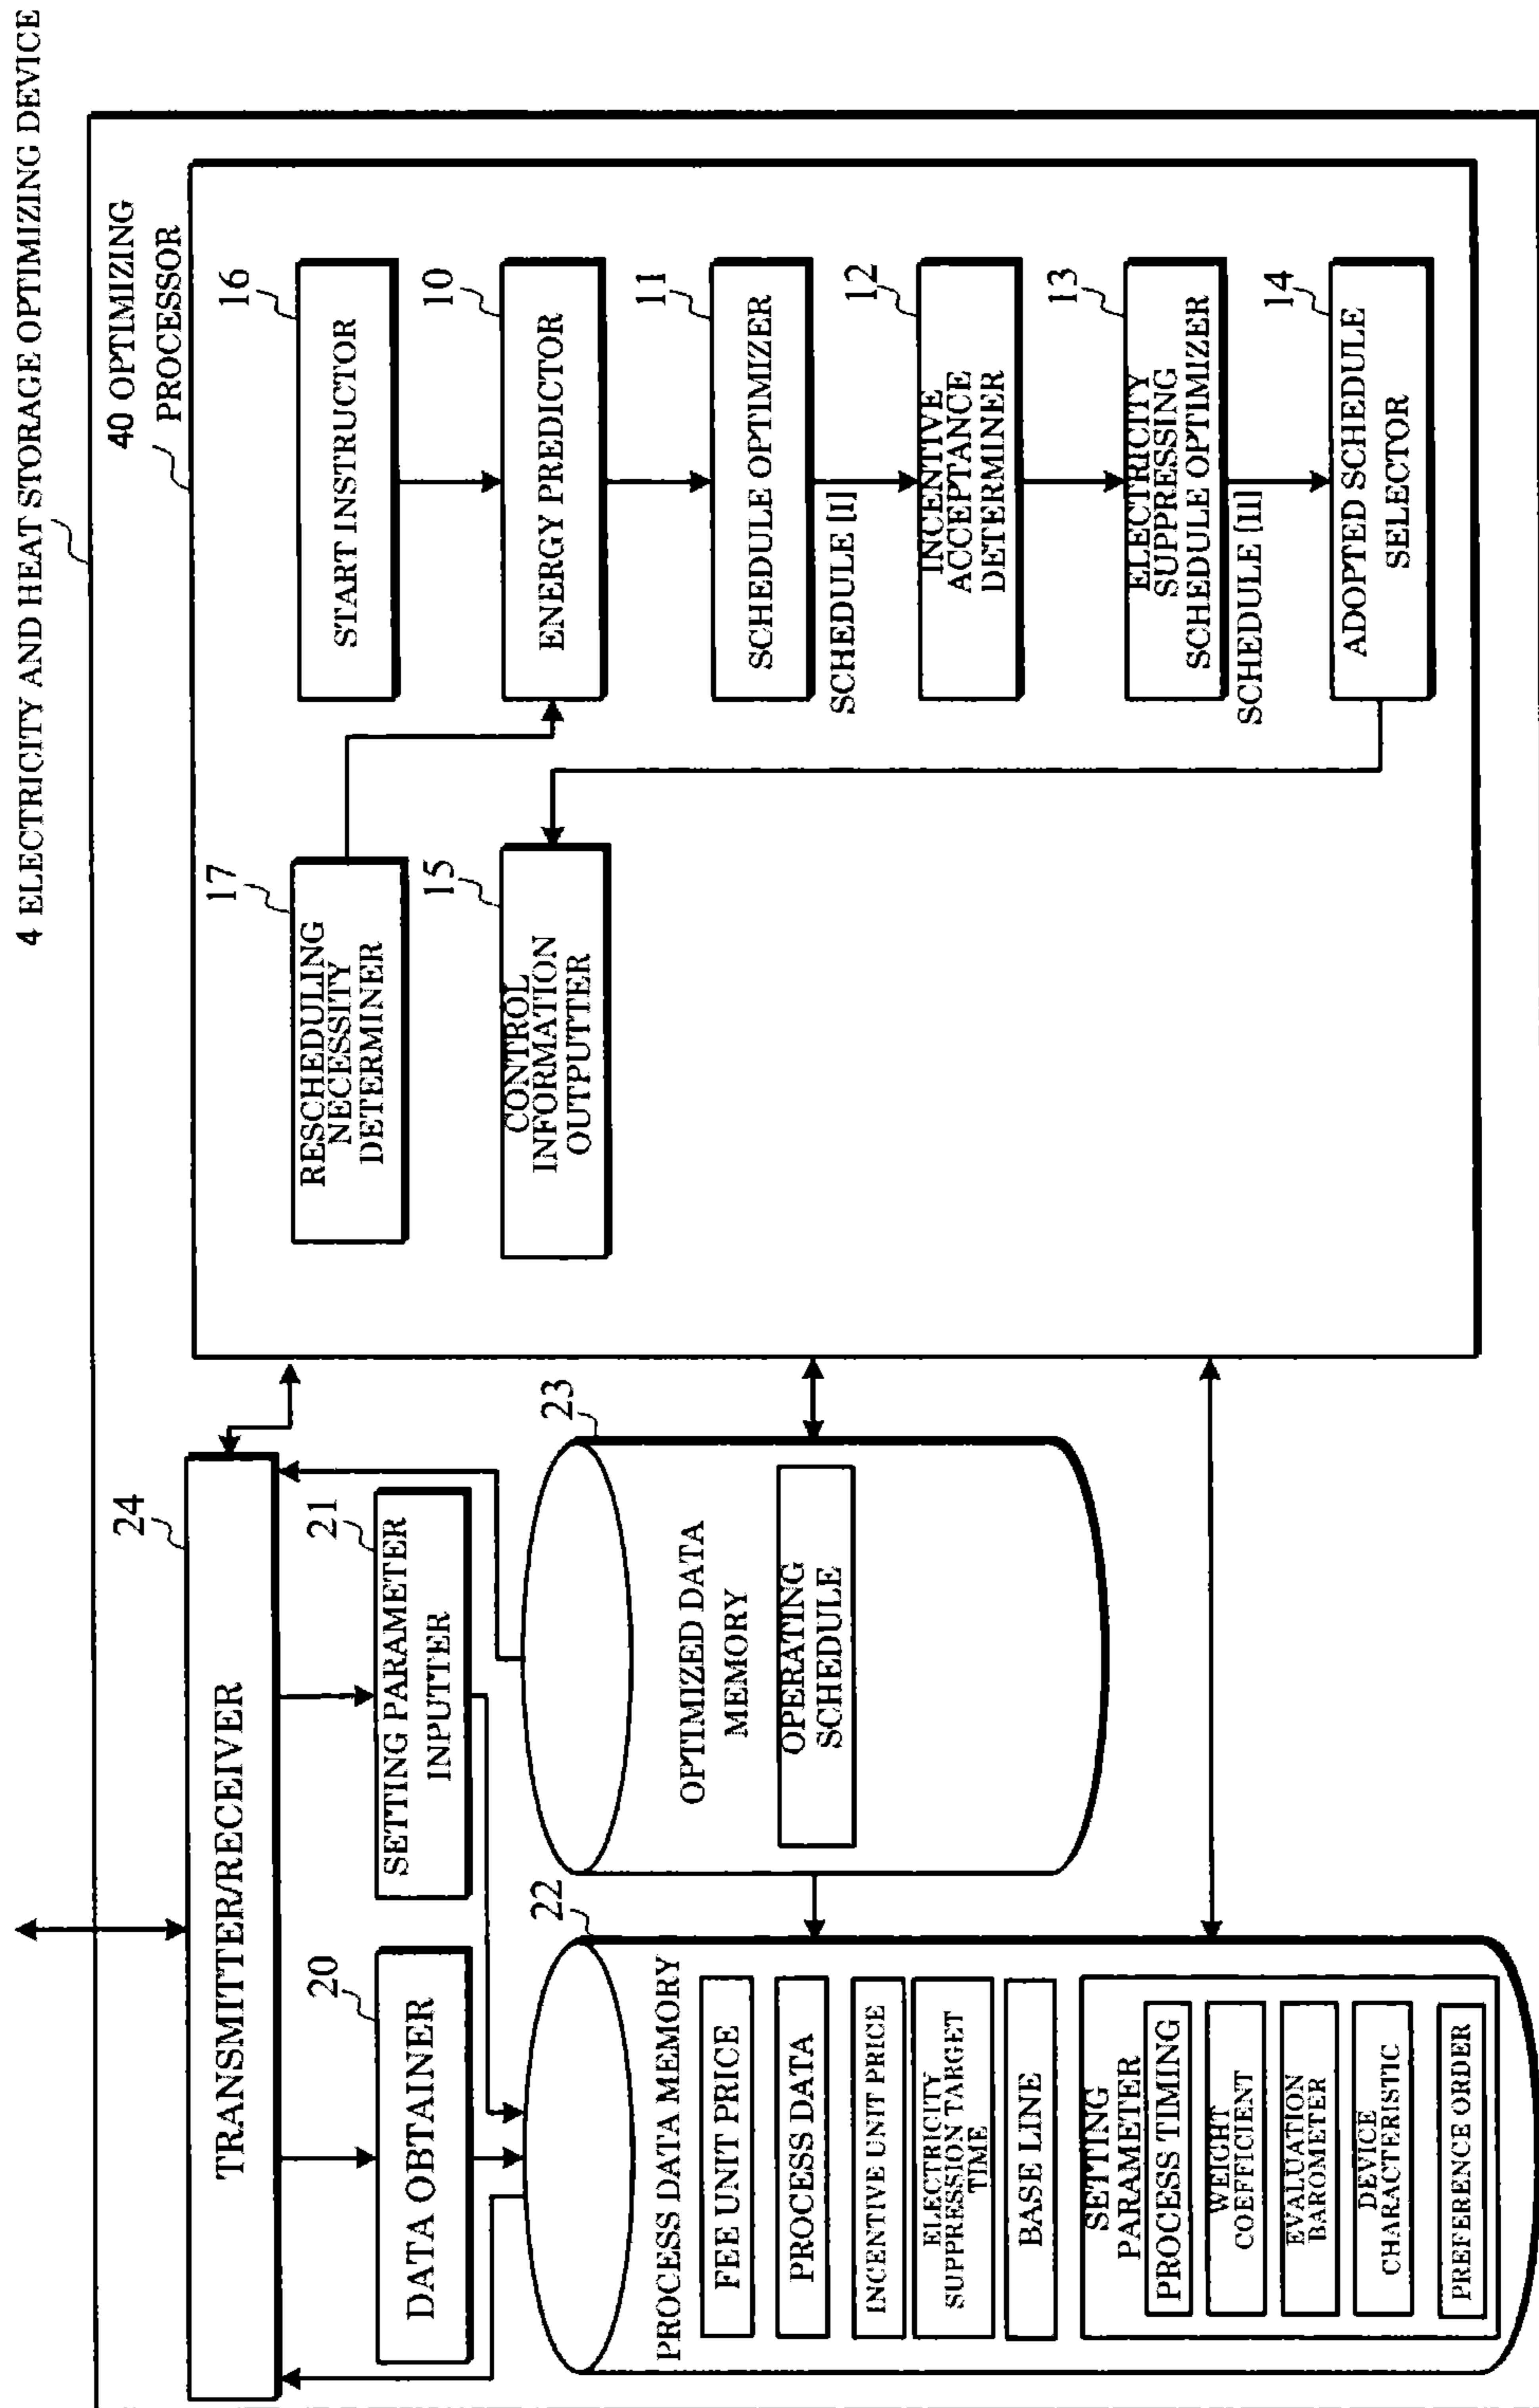 4 ELECTRICITY AND HEAT STORAGE OPTIMIZING DEVICE
24
TRANSMITTER/RECEIVER
20
DATA OBTAINER
21
SETTING PARAMETER
INPUTTER
22
PROCESS DATA MEMORY
FEE UNIT PRICE
PROCESS DATA
INCENTIVE UNIT PRICE
ELECTRICITY
SUPPRESSION TARGET
TIME
BASE LINE
SETTING
PARAMETER
PROCESS TIMING
WEIGHT
COEFFICIENT
EVALUATION
BAROMETER
DEVICE
CHARACTERISTIC
PREFERENCE ORDER
23
OPTIMIZED DATA
MEMORY
OPERATING
SCHEDULE
40 OPTIMIZING
PROCESSOR
17
RESCHEDULING
NECESSITY
DETERMINER
15
CONTROL
INFORMATION
OUTPUTTER
16
START INSTRUCTOR
10
ENERGY PREDICTOR
11
SCHEDULE OPTIMIZER
SCHEDULE [I]
12
INCENTIVE
ACCEPTANCE
DETERMINER
13
ELECTRICITY
SUPPRESSING
SCHEDULE OPTIMIZER
SCHEDULE [II]
14
ADOPTED SCHEDULE
SELECTOR